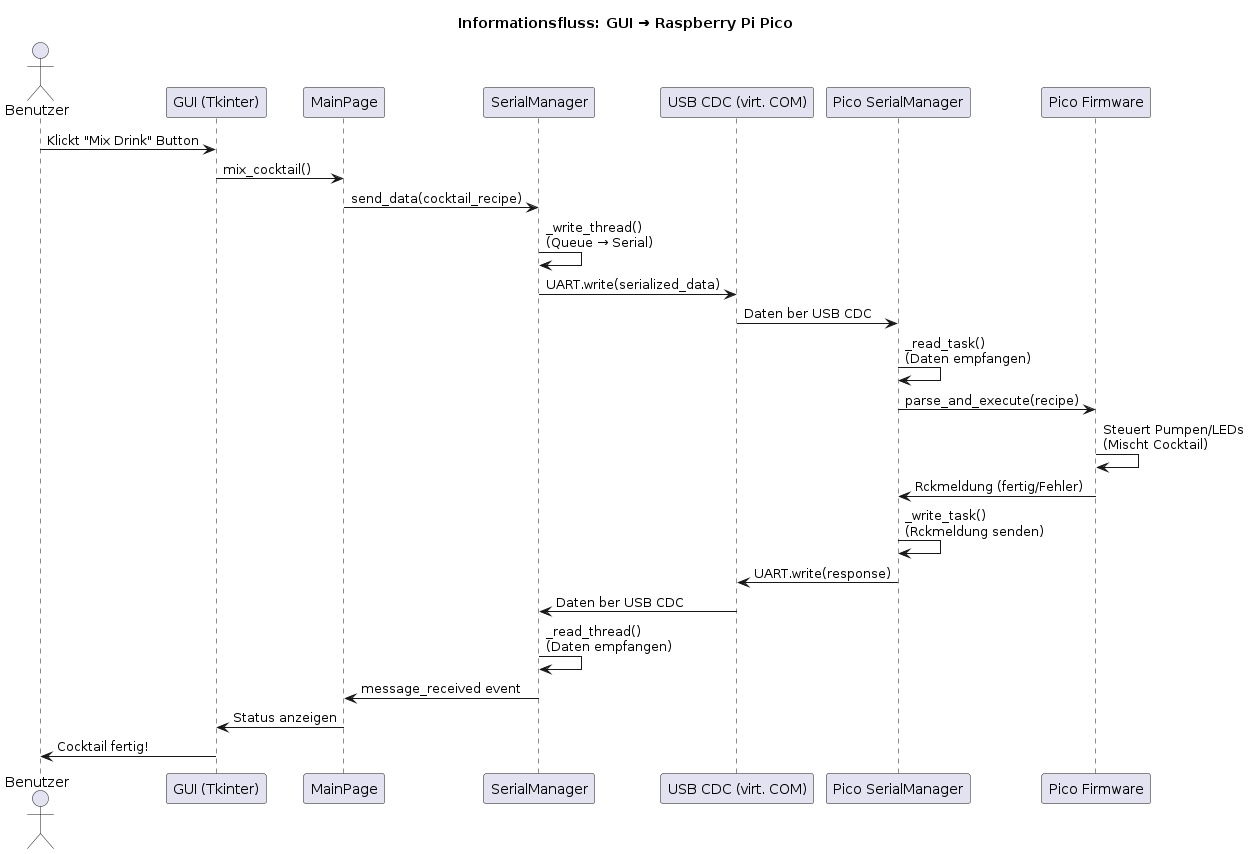 Informationsfluss: GUI → Raspberry Pi Pico
Benutzer
GUI (Tkinter)
MainPage
SerialManager
USB CDC (virt. COM)
Pico SerialManager
Pico Firmware
Klickt "Mix Drink" Button
mix_cocktail()
send_data(cocktail_recipe)
_write_thread()
(Queue → Serial)
UART.write(serialized_data)
Daten ber USB CDC
_read_task()
(Daten empfangen)
parse_and_execute(recipe)
Steuert Pumpen/LEDs
(Mischt Cocktail)
Rckmeldung (fertig/Fehler)
_write_task()
(Rckmeldung senden)
UART.write(response)
Daten ber USB CDC
_read_thread()
(Daten empfangen)
message_received event
Status anzeigen
Cocktail fertig!
Benutzer
GUI (Tkinter)
MainPage
SerialManager
USB CDC (virt. COM)
Pico SerialManager
Pico Firmware